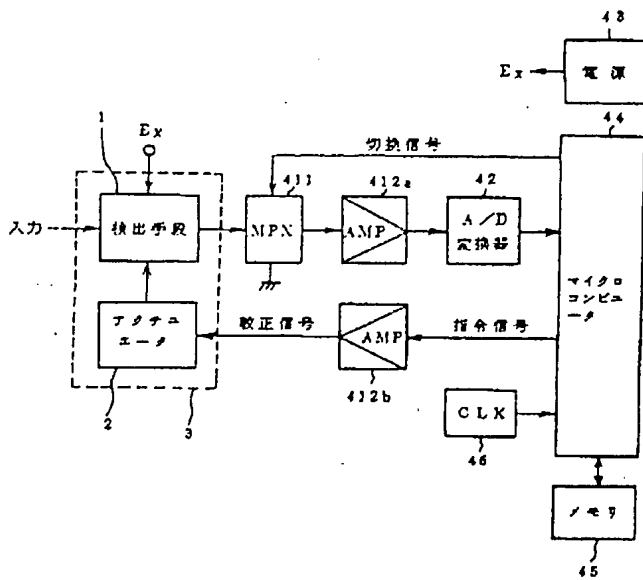 43
電源
Ex
44
1
Ex
切換信号
411
412a
42
入力
検出手段
MPX
AMP
A/D
変換器
マイクロ
コンピュ
ータ
アクチュ
エータ
較正信号
AMP
指令信号
2
3
412b
CLK
46
メモリ
45